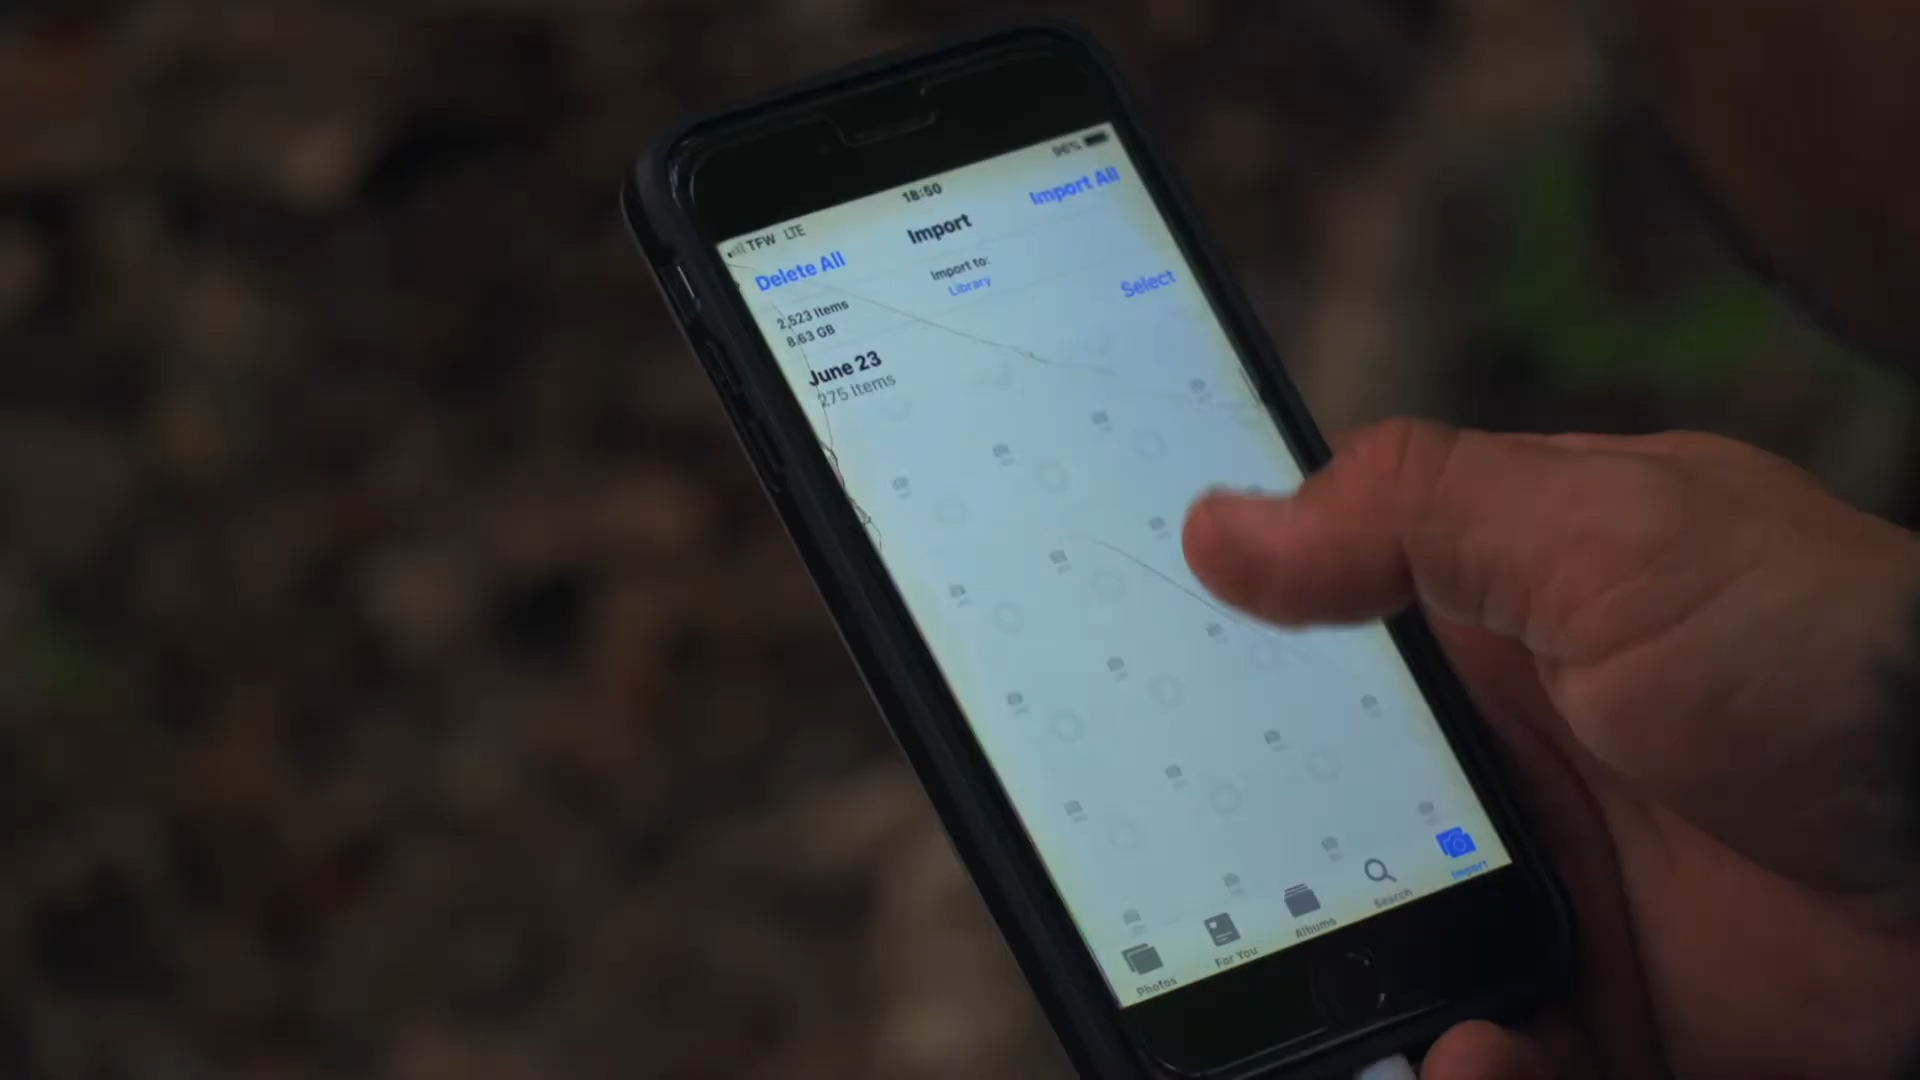 TFW LTE
18:50
96%
Delete All
Import
Import All
2,523 Items
8.63 GB
Import to:
Library
Select
June 23
275 Items
Photos
For You
Albums
Search
Import